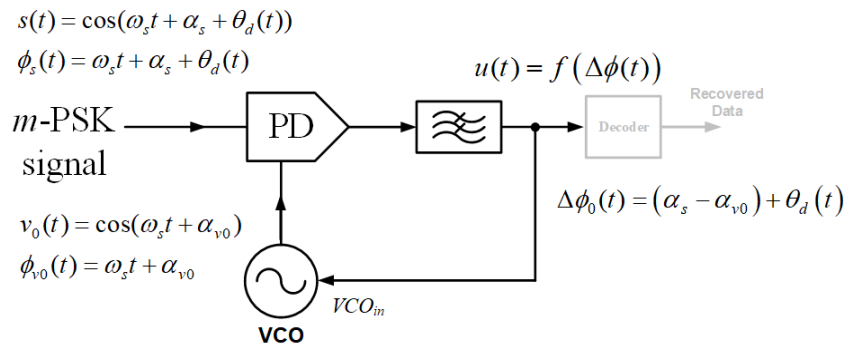 s(t) = cos(ω_s t + α_s + θ_d(t))
ϕ_s(t) = ω_s t + α_s + θ_d(t)
u(t) = f(Δϕ(t))
m-PSK
signal
PD
Decoder
Recovered
Data
Δϕ_0(t) = (α_s − α_v0) + θ_d(t)
v_0(t) = cos(ω_s t + α_v0)
ϕ_v0(t) = ω_s t + α_v0
VCO_in
VCO